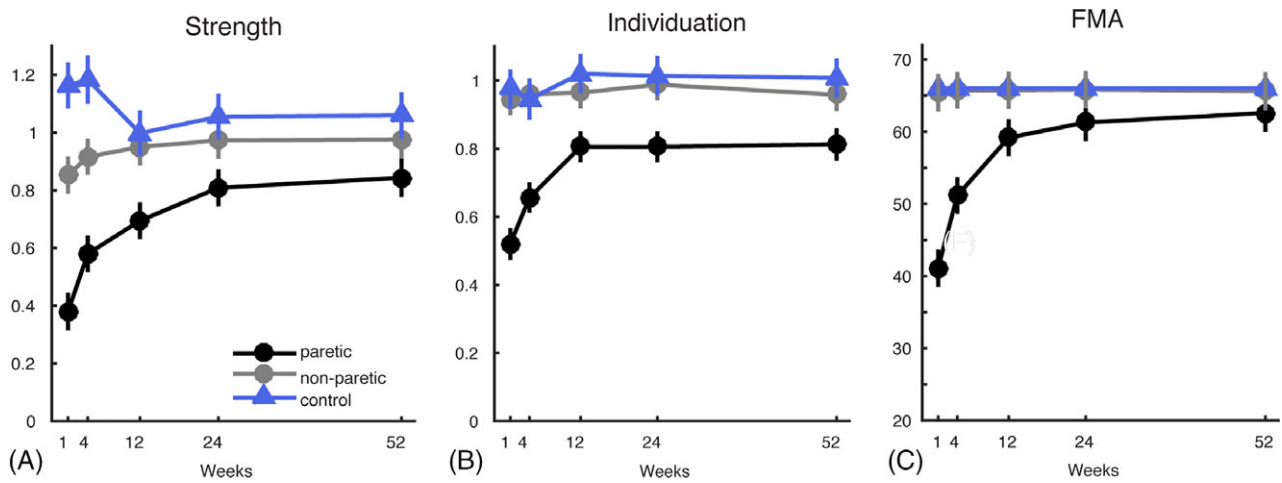 Strength
1.2
1
0.8
0.6
0.4
0.2
0
paretic
non-paretic
control
1 4 12 24 52
(A)
Weeks
Individuation
1
0.8
0.6
0.4
0.2
0
1 4 12 24 52
(B)
Weeks
FMA
70
60
50
40
30
20
1 4 12 24 52
(C)
Weeks